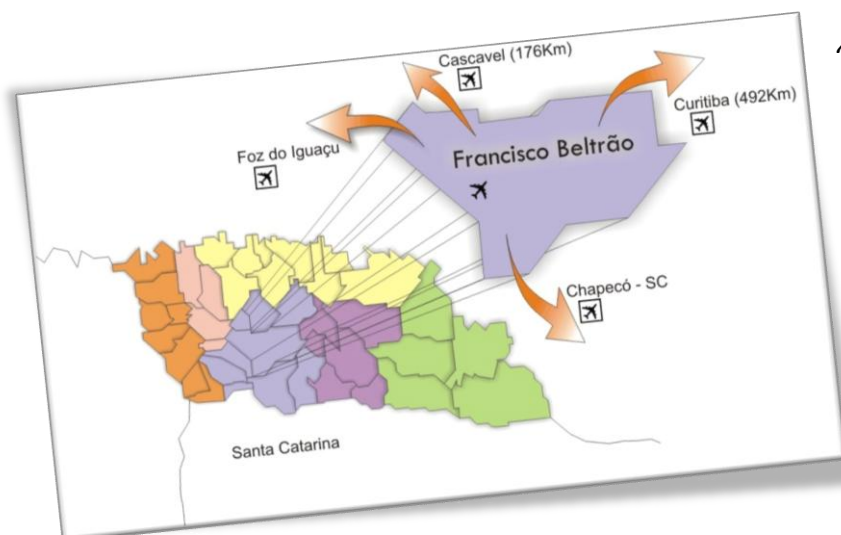 Cascavel (176Km)
Curitiba (492Km)
Foz do Iguaçu
Francisco Beltrão
Chapecó - SC
Santa Catarina